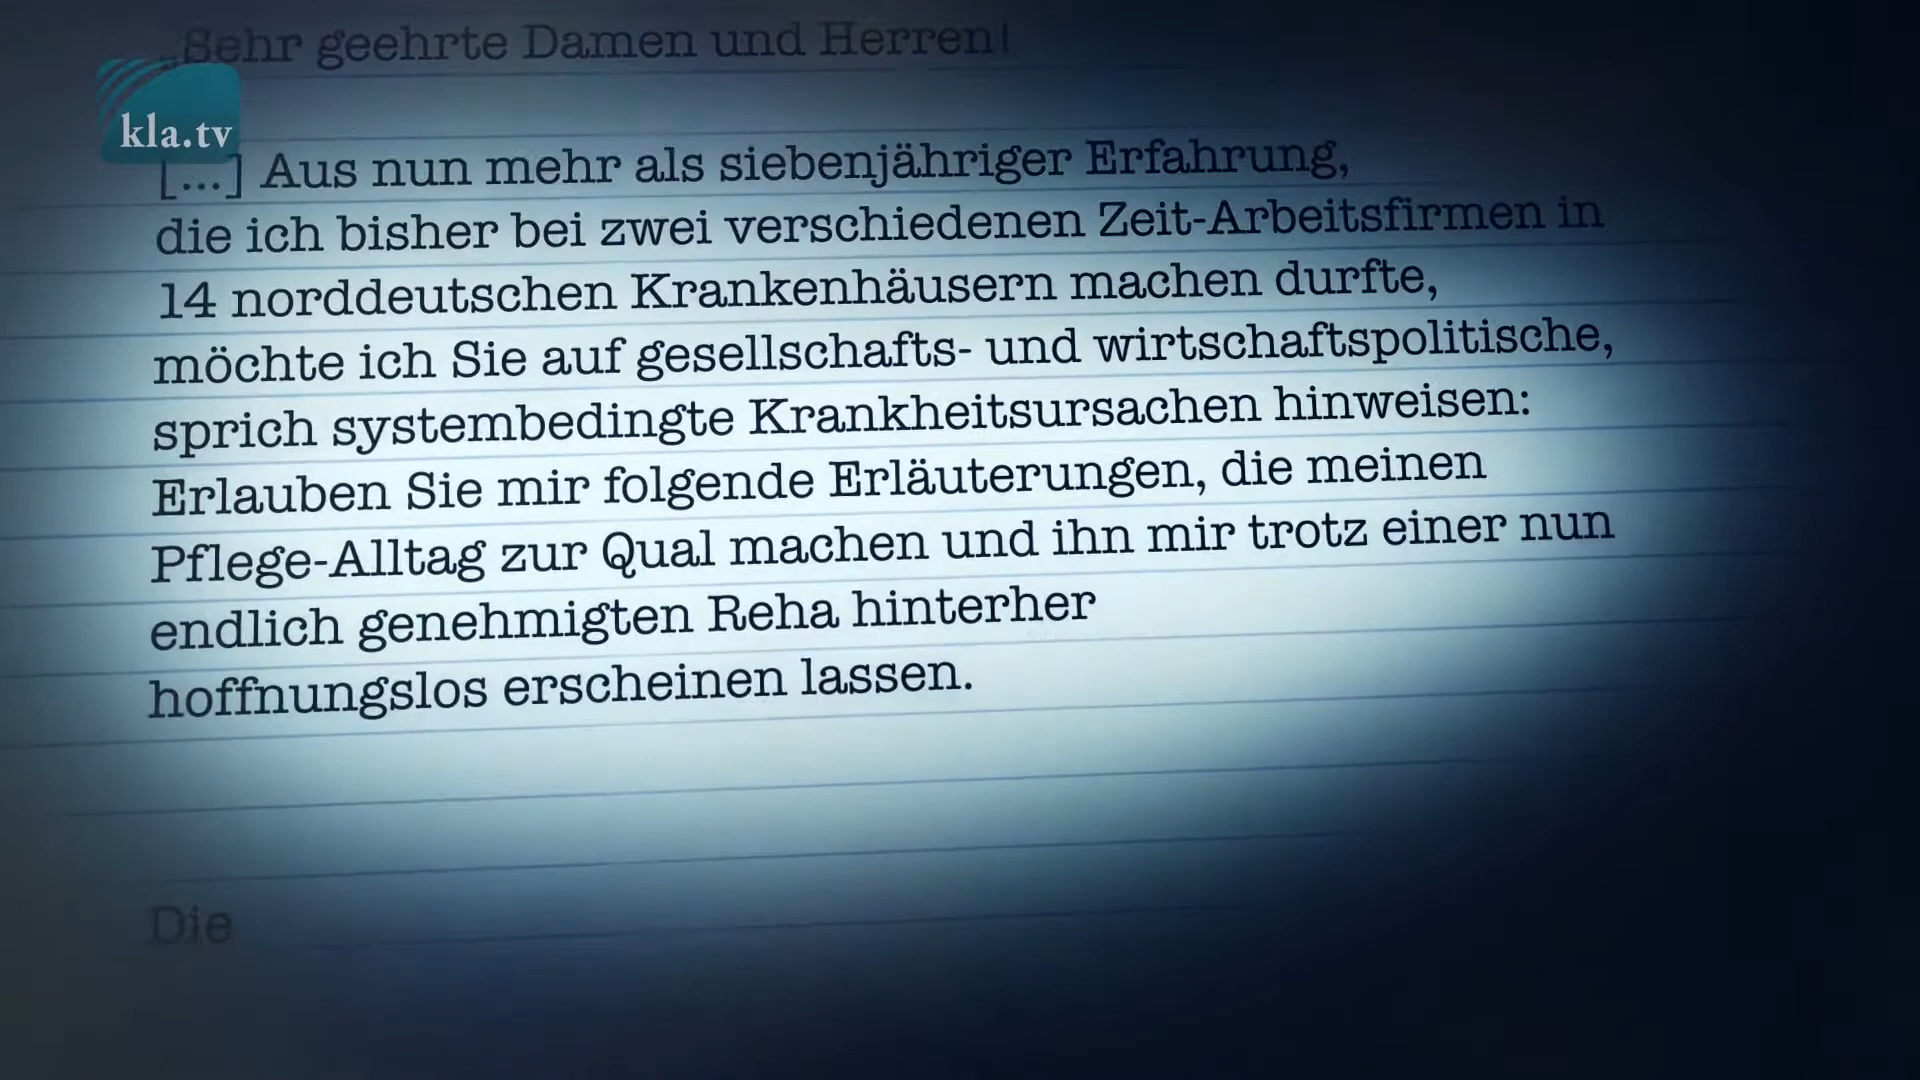 „Sehr geehrte Damen und Herren!
kla.tv
[...] Aus nun mehr als siebenjähriger Erfahrung,
die ich bisher bei zwei verschiedenen Zeit-Arbeitsfirmen in
14 norddeutschen Krankenhäusern machen durfte,
möchte ich Sie auf gesellschafts- und wirtschaftspolitische,
sprich systembedingte Krankheitsursachen hinweisen:
Erlauben Sie mir folgende Erläuterungen, die meinen
Pflege-Alltag zur Qual machen und ihn mir trotz einer nun
endlich genehmigten Reha hinterher
hoffnungslos erscheinen lassen.
Die